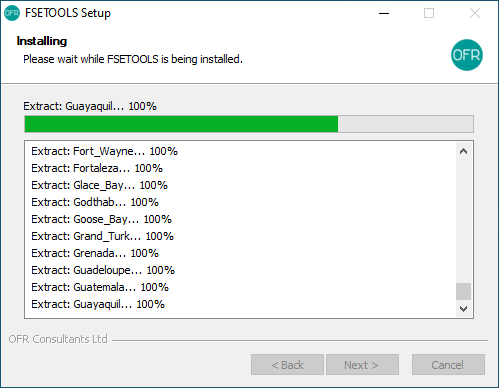 OFR FSETOOLS Setup
Installing
Please wait while FSETOOLS is being installed.
OFR
Extract: Guayaquil... 100%
Extract: Fort_Wayne... 100%
Extract: Fortaleza... 100%
Extract: Glace_Bay... 100%
Extract: Godthab... 100%
Extract: Goose_Bay... 100%
Extract: Grand_Turk... 100%
Extract: Grenada... 100%
Extract: Guadeloupe... 100%
Extract: Guatemala... 100%
Extract: Guayaquil... 100%
OFR Consultants Ltd
< Back Next > Cancel